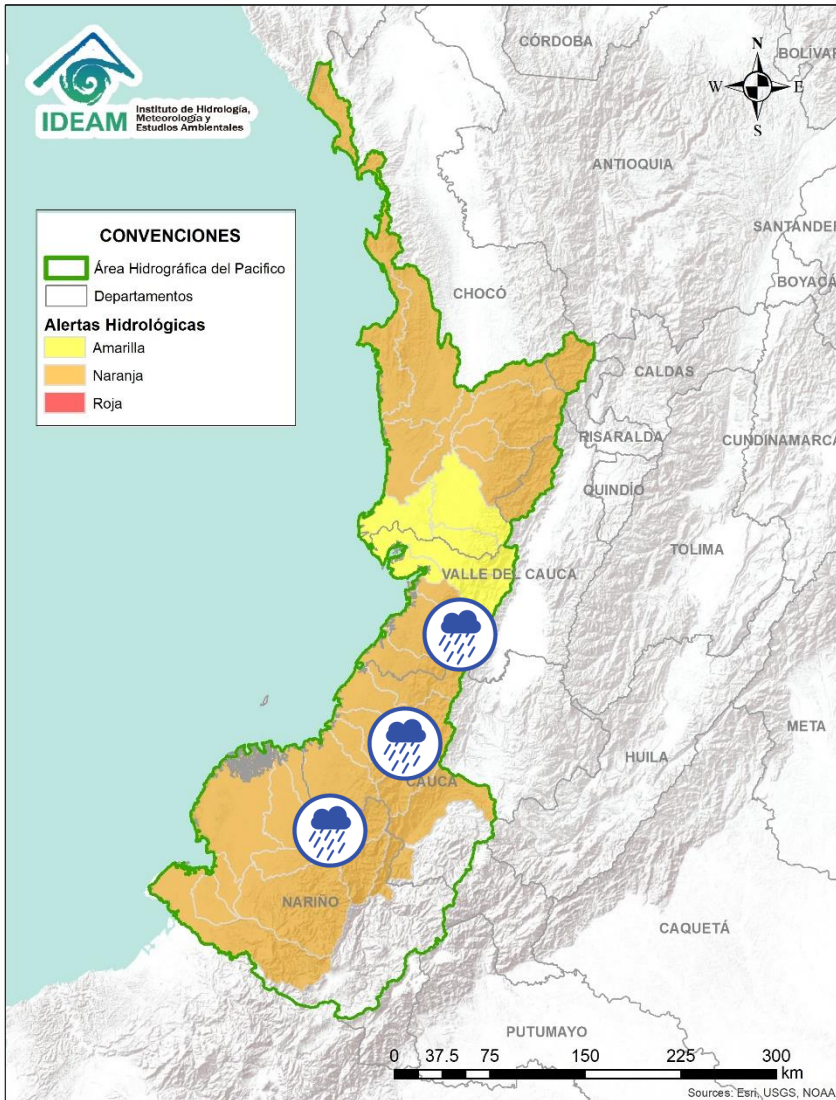 IDEAM
Instituto de Hidrología,
Meteorología y
Estudios Ambientales
CÓRDOBA
BOLÍVAR
N
W E
S
ANTIOQUIA
SANTANDER
BOYACÁ
CONVENCIONES
Área Hidrográfica del Pacifico
Departamentos
Alertas Hidrológicas
Amarilla
Naranja
Roja
CHOCÓ
CALDAS
RISARALDA
CUNDINAMARCA
QUINDÍO
TOLIMA
VALLE DEL CAUCA
META
HUILA
CAUCA
NARIÑO
CAQUETÁ
PUTUMAYO
0 37.5 75 150 225 300
km
Sources: Esri, USGS, NOAA